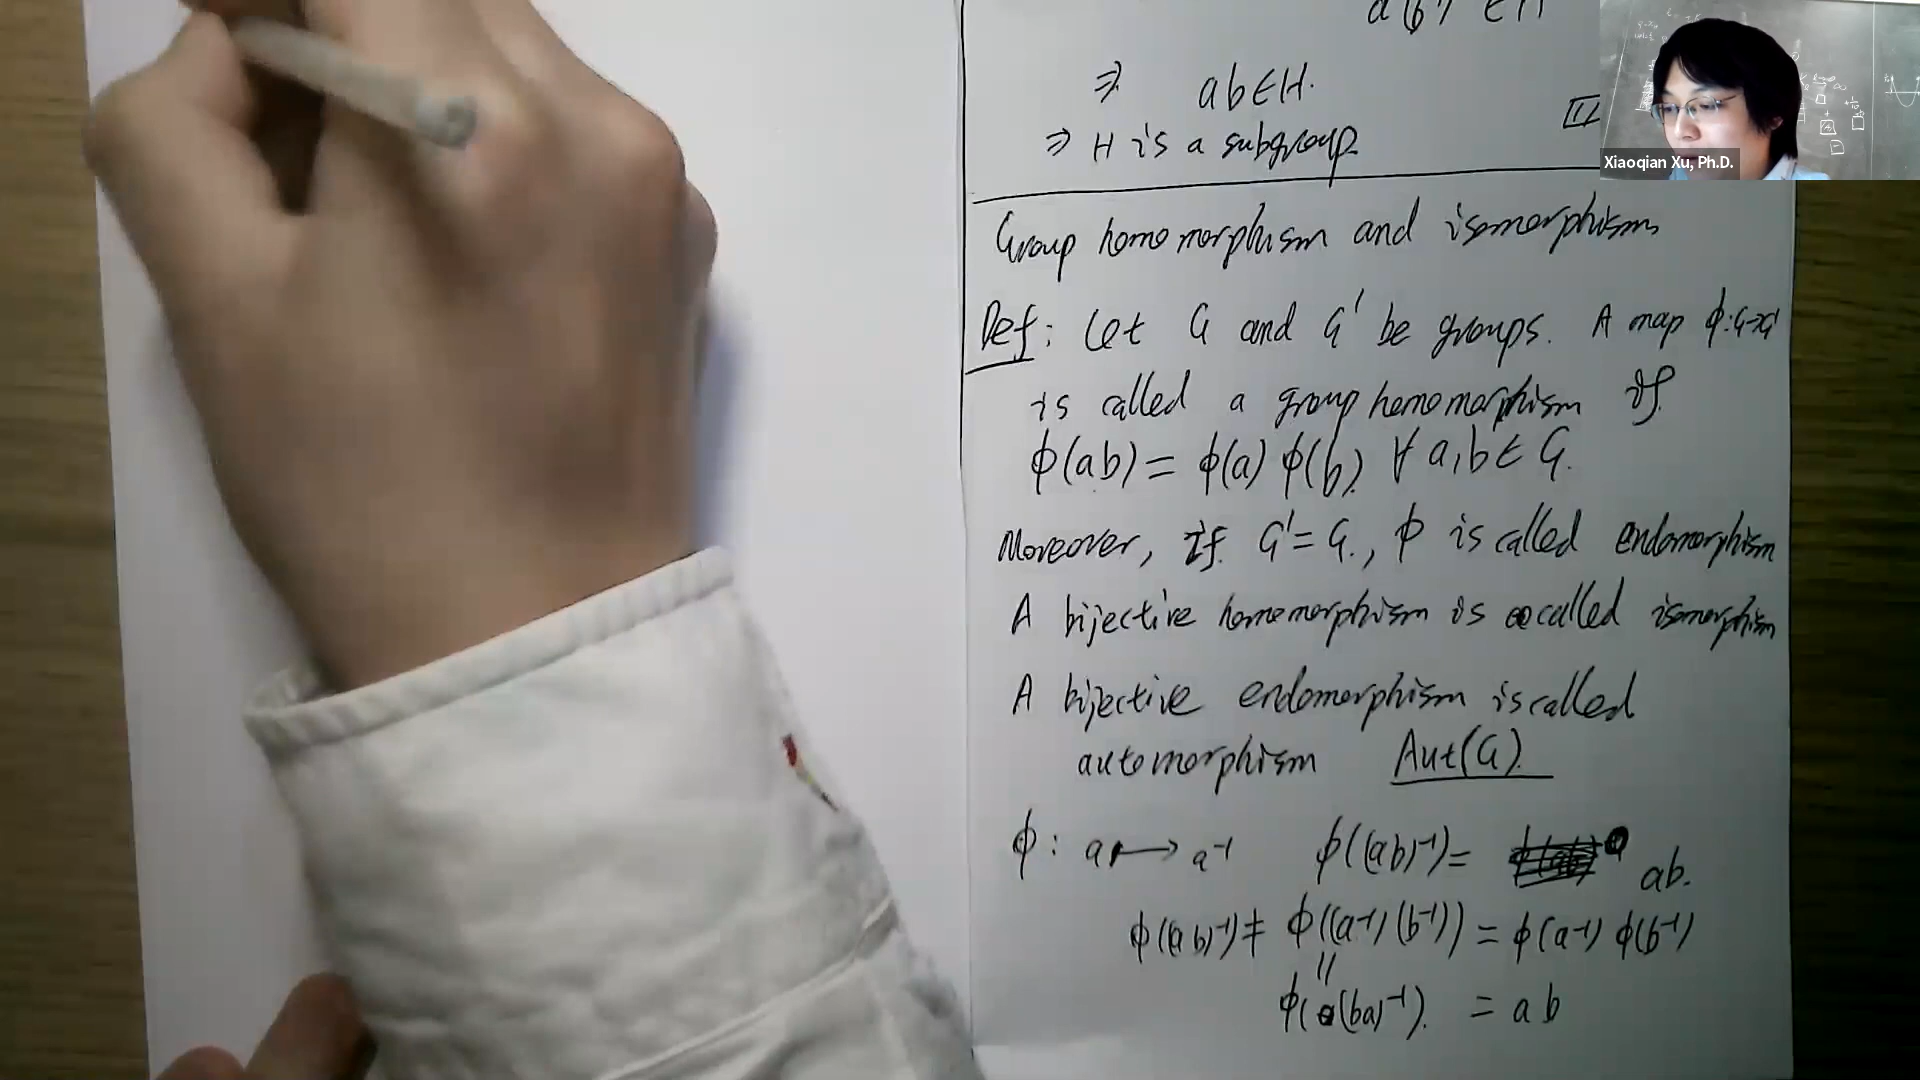 a(b
∈H
⇒ ab∈H.
⇒ H is a subgroup.
Xiaoqian Xu, Ph.D.
Group homomorphism and isomorphism
Def: Let G and G' be groups. A map ϕ:G→G'
is called a group homomorphism if
ϕ(ab) = ϕ(a) ϕ(b). ∀ a,b∈ G.
Moreover, if G'=G., ϕ is called endomorphism
A bijective homomorphism is called isomorphism
A bijective endomorphism is called
automorphism Aut(G).
ϕ: a ⟼ a⁻¹ ϕ((ab)⁻¹)= ab.
ϕ((ab)⁻¹) ≠ ϕ((a⁻¹)(b⁻¹)) = ϕ(a⁻¹) ϕ(b⁻¹)
||
ϕ((ba)⁻¹). = ab